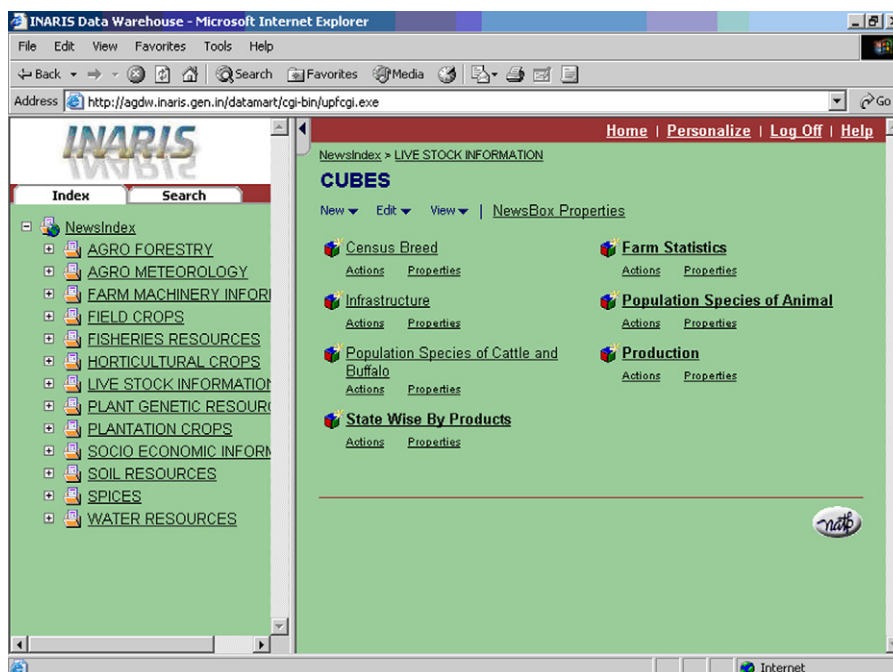 INARIS Data Warehouse - Microsoft Internet Explorer
File Edit View Favorites Tools Help
Back Search Favorites Media
Address http://agdw.inaris.gen.in/datamart/cgi-bin/upfcgi.exe Go
INARIS
Index Search
NewsIndex
AGRO FORESTRY
AGRO METEOROLOGY
FARM MACHINERY INFOR
FIELD CROPS
FISHERIES RESOURCES
HORTICULTURAL CROPS
LIVE STOCK INFORMATION
PLANT GENETIC RESOUR
PLANTATION CROPS
SOCIO ECONOMIC INFORM
SOIL RESOURCES
SPICES
WATER RESOURCES
Home | Personalize | Log Off | Help
NewsIndex > LIVE STOCK INFORMATION
CUBES
New Edit View | NewsBox Properties
Census Breed
Actions Properties
Farm Statistics
Actions Properties
Infrastructure
Actions Properties
Population Species of Animal
Actions Properties
Population Species of Cattle and
Buffalo
Actions Properties
Production
Actions Properties
State Wise By Products
Actions Properties
natp
Internet